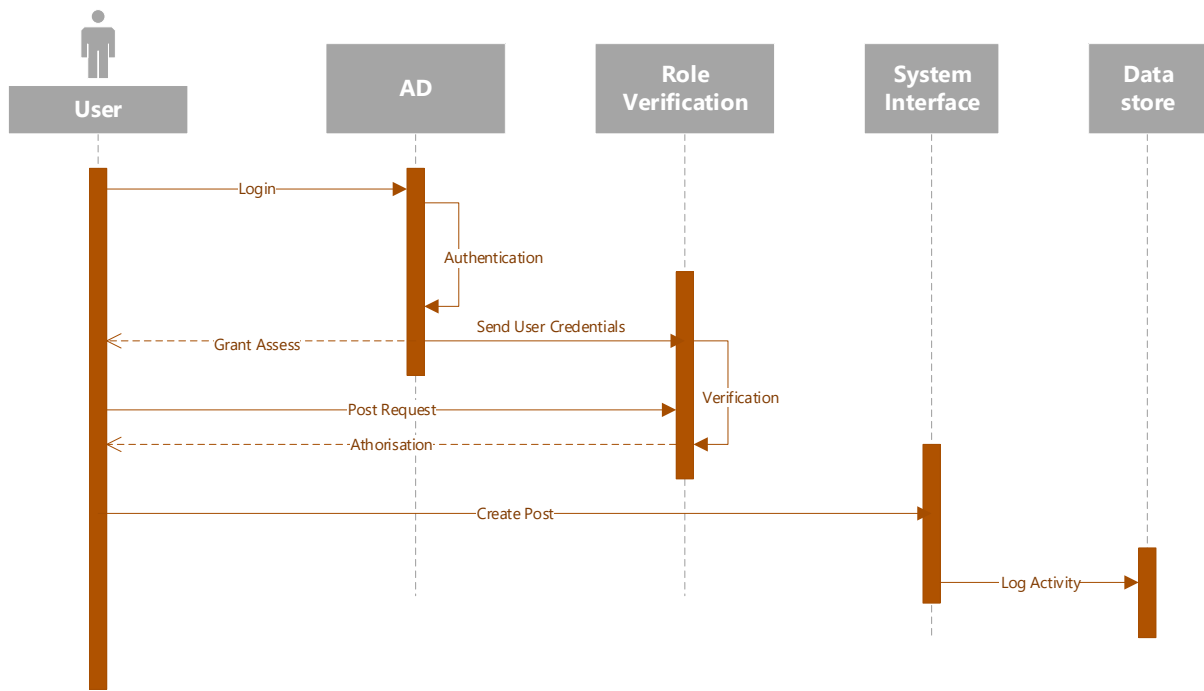 User
AD
Role
Verification
System
Interface
Data
store
Login
Authentication
Send User Credentials
Grant Assess
Verification
Post Request
Athorisation
Create Post
Log Activity